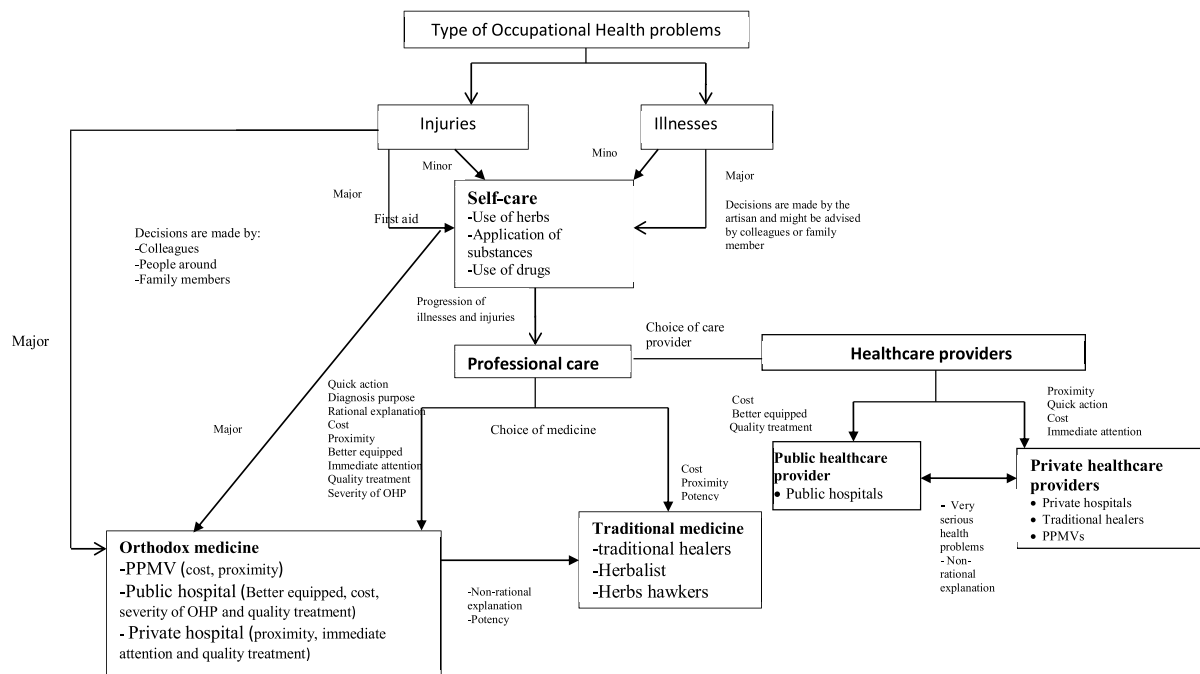 Type of Occupational Health problems
Injuries
Illnesses
Minor
Mino
Major
Major
First aid
Self-care
-Use of herbs
-Application of
substances
-Use of drugs
Decisions are made by the
artisan and might be advised
by colleagues or family
member
Decisions are made by:
-Colleagues
-People around
-Family members
Major
Progression of
illnesses and injuries
Choice of care
provider
Professional care
Healthcare providers
Quick action
Diagnosis purpose
Rational explanation
Cost
Proximity
Better equipped
Immediate attention
Quality treatment
Severity of OHP
Major
Choice of medicine
Cost
Better equipped
Quality treatment
Proximity
Quick action
Cost
Immediate attention
Cost
Proximity
Potency
Public healthcare
provider
• Public hospitals
Private healthcare
providers
• Private hospitals
• Traditional healers
• PPMVs
- Very
serious
health
problems
-Non-
rational
explanation
Orthodox medicine
-PPMV (cost, proximity)
-Public hospital (Better equipped, cost,
severity of OHP and quality treatment)
- Private hospital (proximity, immediate
attention and quality treatment)
-Non-rational
explanation
-Potency
Traditional medicine
-traditional healers
-Herbalist
-Herbs hawkers